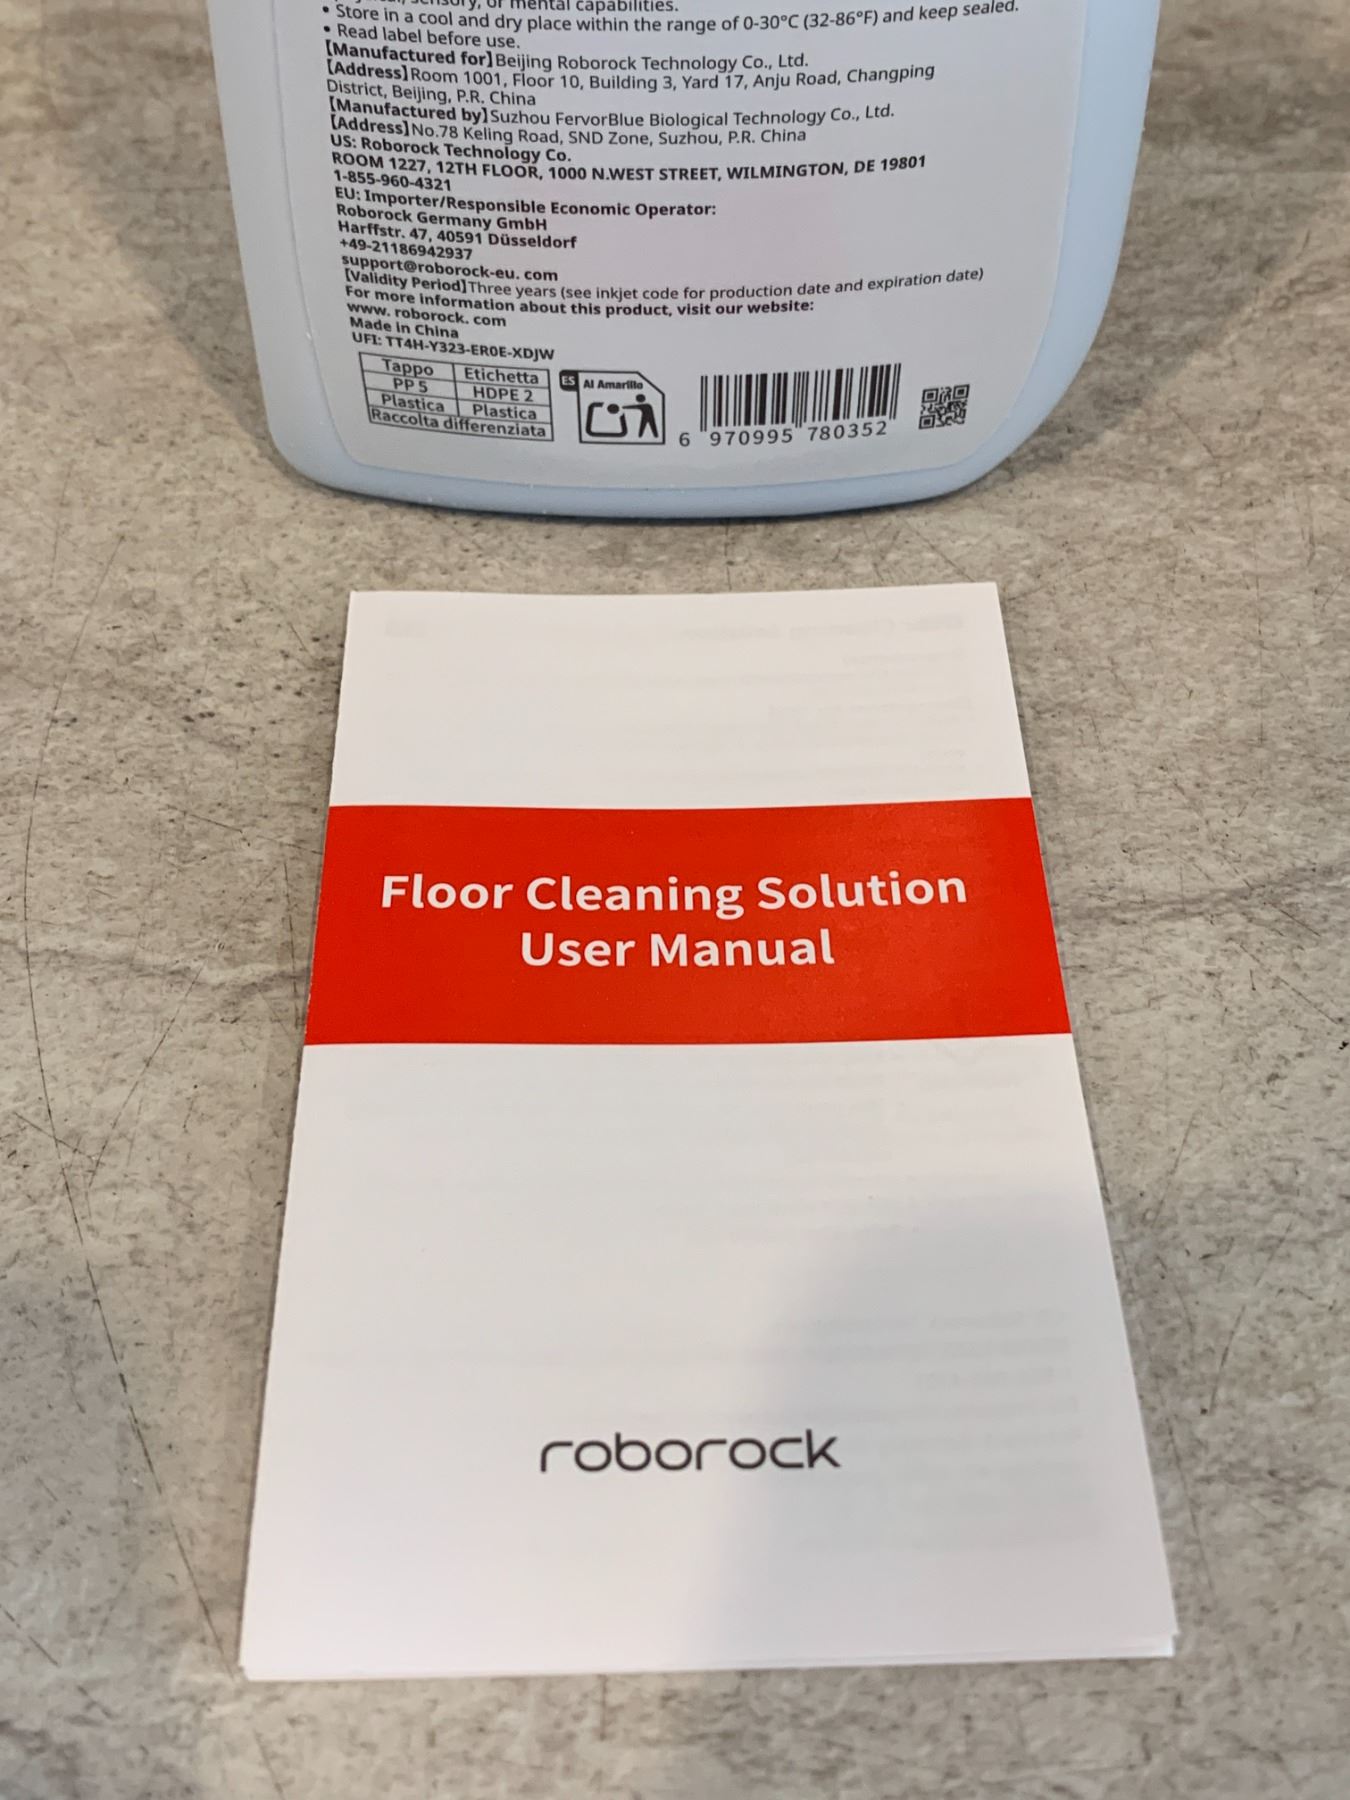 or mental capabilities.
• Store in a cool and dry place within the range of 0-30°C (32-86°F) and keep sealed.
• Read label before use.
【Manufactured for】Beijing Roborock Technology Co., Ltd.
【Address】Room 1001, Floor 10, Building 3, Yard 17, Anju Road, Changping
District, Beijing, P.R. China
【Manufactured by】Suzhou FervorBlue Biological Technology Co., Ltd.
【Address】No.78 Keling Road, SND Zone, Suzhou, P.R. China
US: Roborock Technology Co.
ROOM 1227, 12TH FLOOR, 1000 N.WEST STREET, WILMINGTON, DE 19801
1-855-960-4321
EU: Importer/Responsible Economic Operator:
Roborock Germany GmbH
Harffstr. 47, 40591 Düsseldorf
+49-21186942937
support@roborock-eu. com
【Validity Period】Three years (see inkjet code for production date and expiration date)
For more information about this product, visit our website:
www. roborock. com
Made in China
UFI: TT4H-Y323-ER0E-XDJW
Tappo Etichetta
PP 5 HDPE 2
Plastica Plastica
Raccolta differenziata
ES Al Amarillo
6 970995 780352
Floor Cleaning Solution
User Manual
roborock